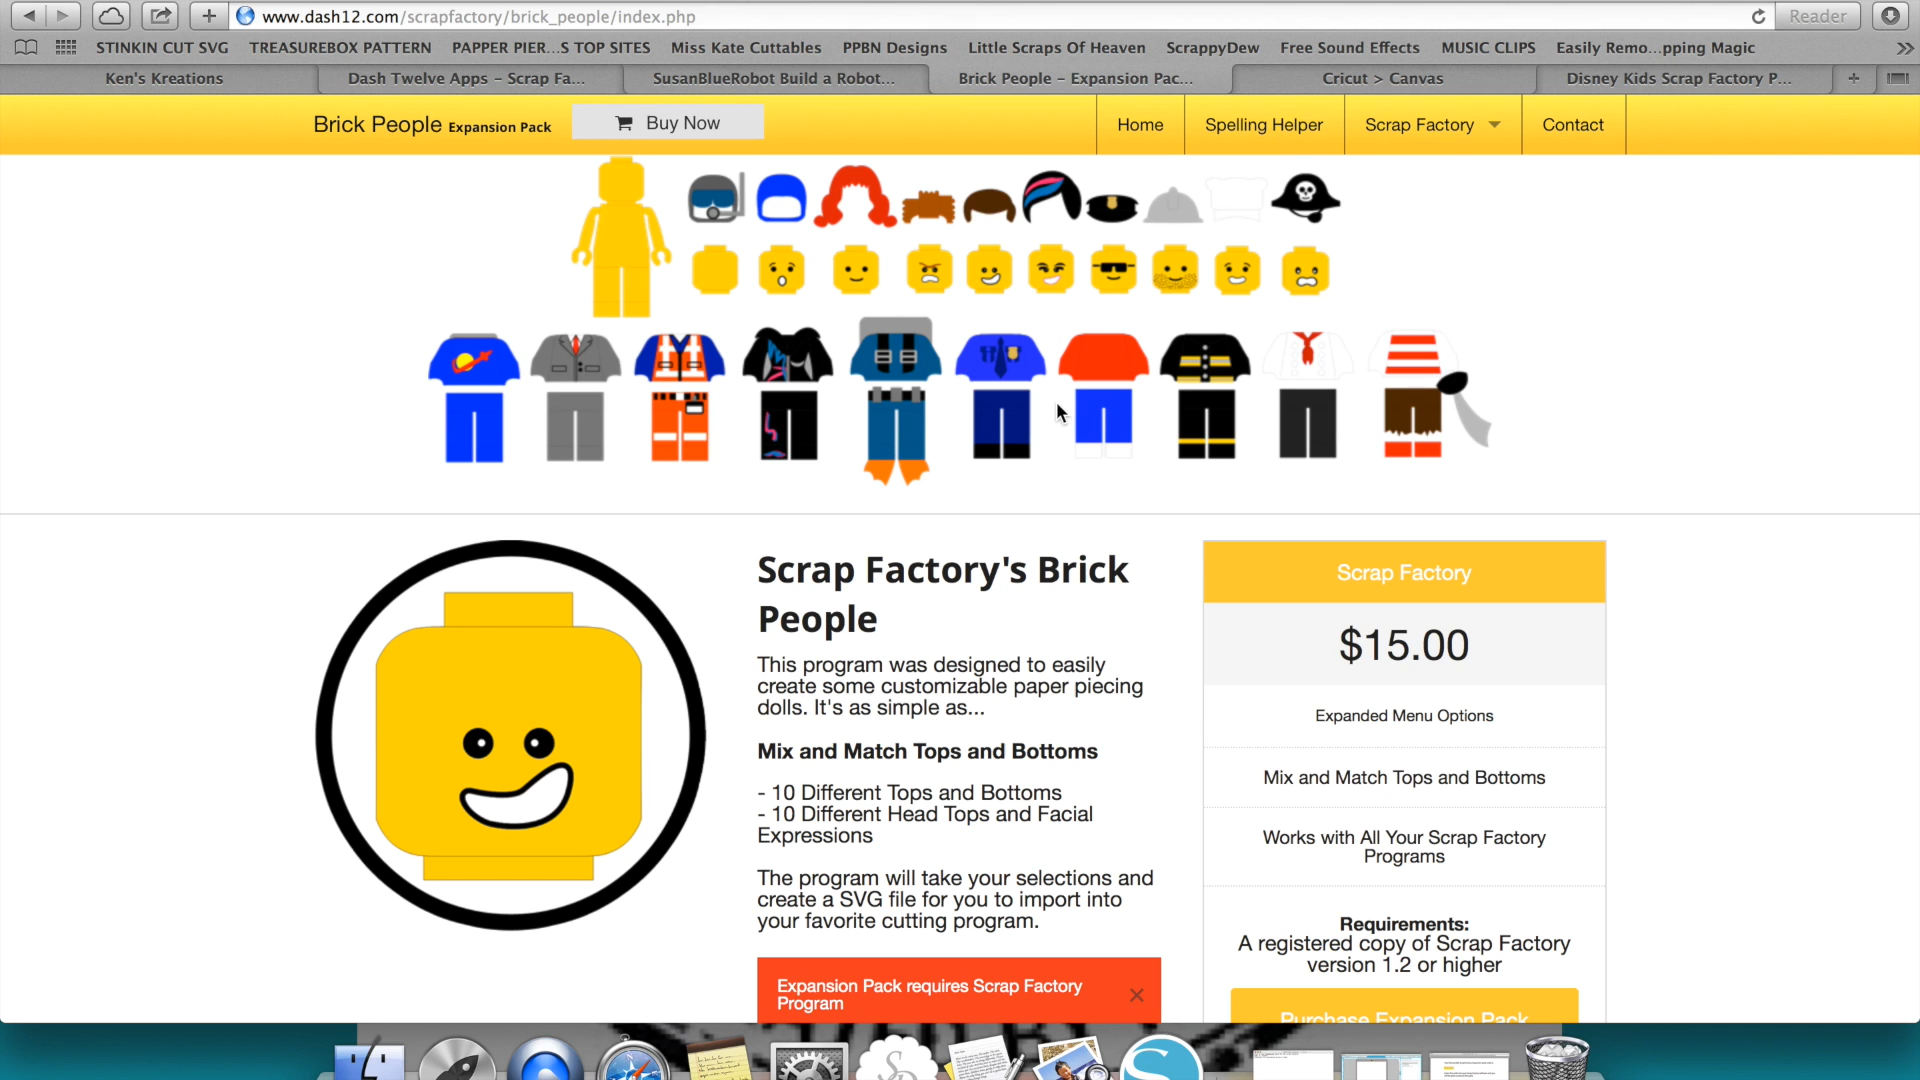 www.dash12.com/scrapfactory/brick_people/index.php
Reader
STINKIN CUT SVG TREASUREBOX PATTERN PAPPER PIER...S TOP SITES Miss Kate Cuttables PPBN Designs Little Scraps Of Heaven ScrappyDew Free Sound Effects MUSIC CLIPS Easily Remo...pping Magic
Ken's Kreations Dash Twelve Apps – Scrap Fa... SusanBlueRobot Build a Robot... Brick People – Expansion Pac... Cricut > Canvas Disney Kids Scrap Factory P...
Brick People Expansion Pack Buy Now Home Spelling Helper Scrap Factory Contact
Scrap Factory's Brick
People
This program was designed to easily
create some customizable paper piecing
dolls. It's as simple as...
Mix and Match Tops and Bottoms
- 10 Different Tops and Bottoms
- 10 Different Head Tops and Facial
Expressions
The program will take your selections and
create a SVG file for you to import into
your favorite cutting program.
Expansion Pack requires Scrap Factory
Program
Scrap Factory
$15.00
Expanded Menu Options
Mix and Match Tops and Bottoms
Works with All Your Scrap Factory
Programs
Requirements:
A registered copy of Scrap Factory
version 1.2 or higher
Purchase Expansion Pack